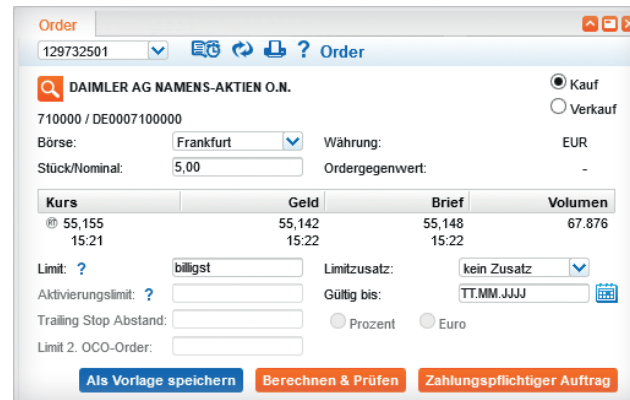 Order
129732501 ? Order
DAIMLER AG NAMENS-AKTIEN O.N. Kauf
Verkauf
710000 / DE0007100000
Börse: Frankfurt Währung: EUR
Stück/Nominal: 5,00 Ordergegenwert: -
Kurs Geld Brief Volumen
RT 55,155 55,142 55,148 67.876
15:21 15:22 15:22
Limit: ? billigst Limitzusatz: kein Zusatz
Aktivierungslimit: ? Gültig bis: TT.MM.JJJJ
Trailing Stop Abstand: Prozent Euro
Limit 2. OCO-Order:
Als Vorlage speichern Berechnen & Prüfen Zahlungspflichtiger Auftrag